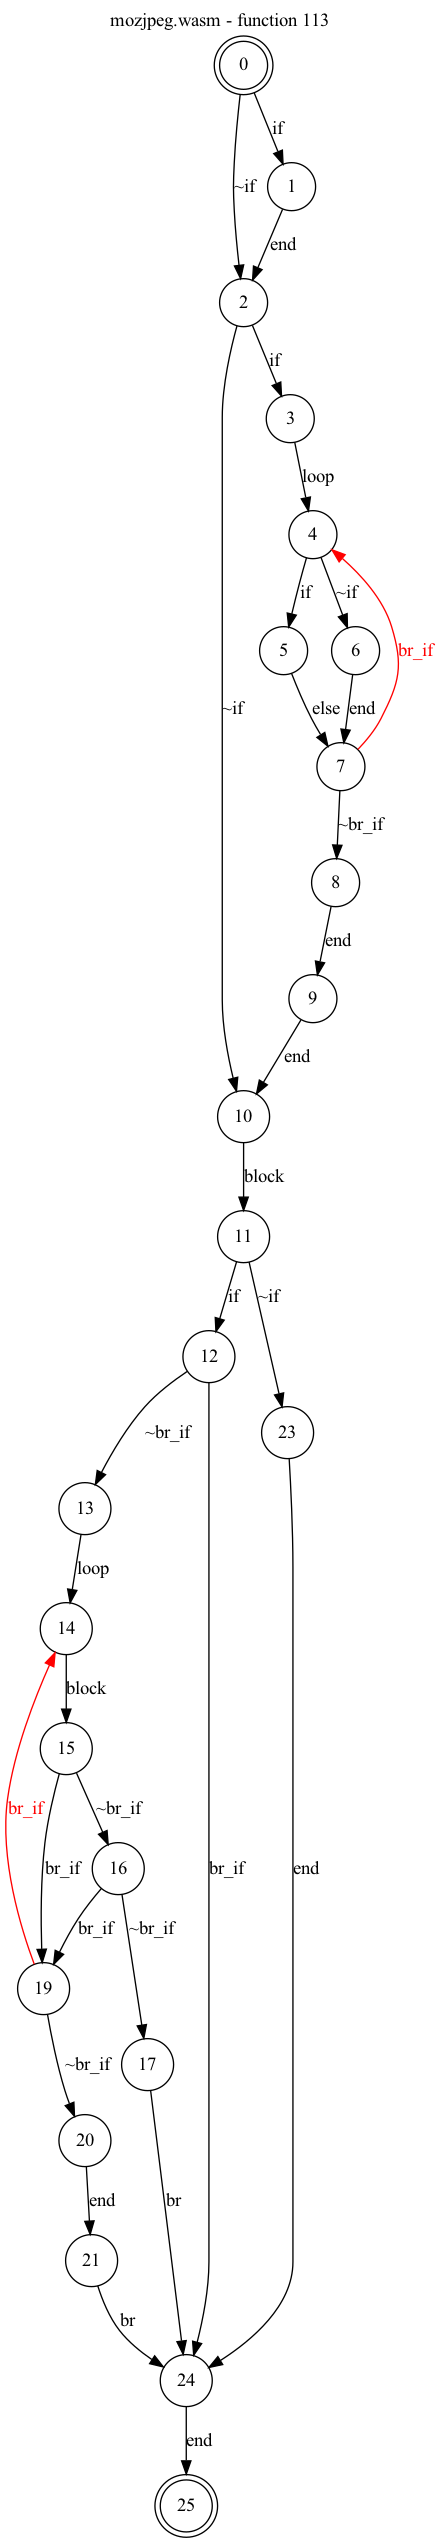 mozjpeg.wasm - function 113
0
if
~if
1
end
2
if
3
loop
4
if
~if
5
6
~if
else
end
br_if
7
~br_if
8
end
9
end
10
block
11
if
~if
12
23
~br_if
13
loop
14
block
15
br_if
~br_if
br_if
16
end
br_if
br_if
~br_if
19
17
~br_if
20
end
br
21
br
24
end
25